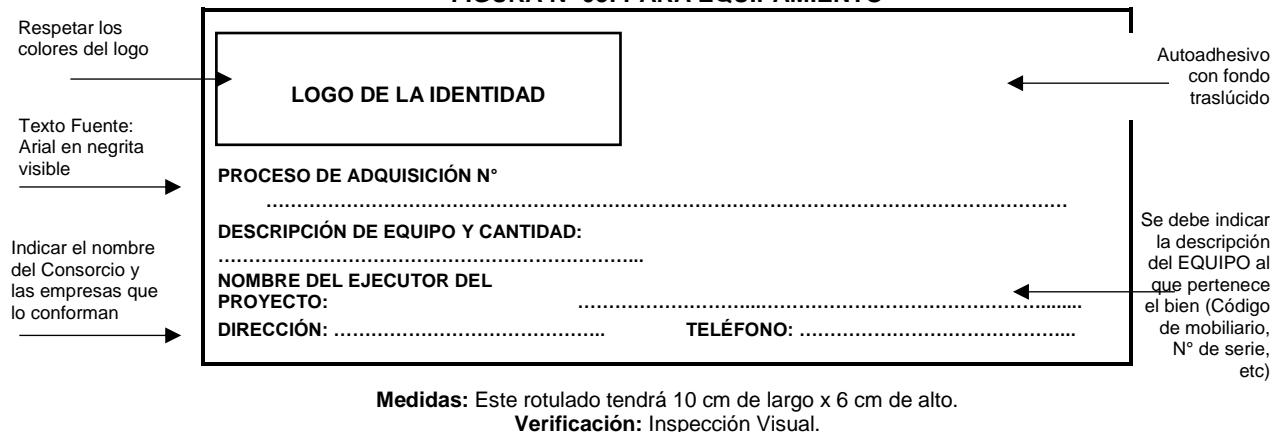 FIGURA N° 03: PARA EQUIPAMIENTO
Respetar los
colores del logo
LOGO DE LA IDENTIDAD
Autoadhesivo
con fondo
traslúcido
Texto Fuente:
Arial en negrita
visible
PROCESO DE ADQUISICIÓN N°
……………………………………………………………………………………………………………………
DESCRIPCIÓN DE EQUIPO Y CANTIDAD:
…………………………………………………………...
Indicar el nombre
del Consorcio y
las empresas que
lo conforman
NOMBRE DEL EJECUTOR DEL
PROYECTO: ……………………………………………………………………........
DIRECCIÓN: …………………………………….. TELÉFONO: ……………………………………...
Se debe indicar
la descripción
del EQUIPO al
que pertenece
el bien (Código
de mobiliario,
N° de serie,
etc)
Medidas: Este rotulado tendrá 10 cm de largo x 6 cm de alto.
Verificación: Inspección Visual.